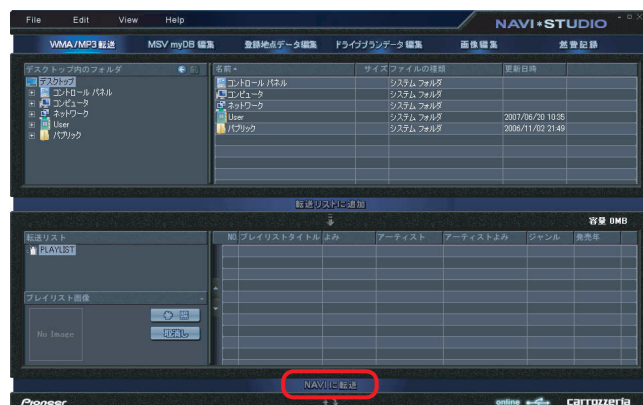 File Edit View Help
NAVI*STUDIO
WMA/MP3 転送 MSV myDB 編集 登録地点データ編集 ドライブプランデータ 編集 画像編集 燃費記録
デスクトップ内のフォルダ
デスクトップ
コントロール パネル
コンピュータ
ネットワーク
User
パブリック
名前 サイズ ファイルの種類 更新日時
コントロール パネル システム フォルダ
コンピュータ システム フォルダ
ネットワーク システム フォルダ
User システム フォルダ 2007/06/20 10:35
パブリック システム フォルダ 2006/11/02 21:49
転送リストに追加
容量 0MB
転送リスト
PLAYLIST
NO. プレイリストタイトル よみ アーティスト アーティストよみ ジャンル 発売年
プレイリスト画像
No Image
取消し
NAVIに転送
Pioneer online carrozzeria